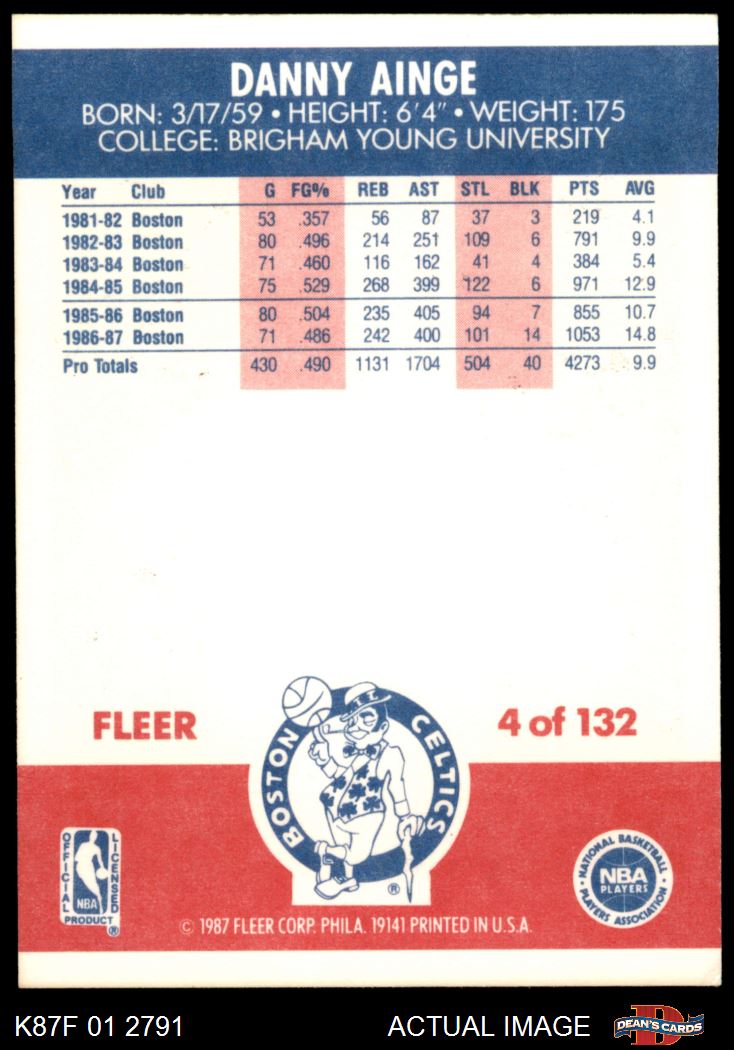 DANNY AINGE
BORN: 3/17/59 • HEIGHT: 6'4" • WEIGHT: 175
COLLEGE: BRIGHAM YOUNG UNIVERSITY
Year Club G FG% REB AST STL BLK PTS AVG
1981-82 Boston 53 .357 56 87 37 3 219 4.1
1982-83 Boston 80 .496 214 251 109 6 791 9.9
1983-84 Boston 71 .460 116 162 41 4 384 5.4
1984-85 Boston 75 .529 268 399 122 6 971 12.9
1985-86 Boston 80 .504 235 405 94 7 855 10.7
1986-87 Boston 71 .486 242 400 101 14 1053 14.8
Pro Totals 430 .490 1131 1704 504 40 4273 9.9
FLEER
4 of 132
BOSTON CELTICS
®
OFFICIAL LICENSED
NBA
PRODUCT
®
NATIONAL BASKETBALL
NBA
PLAYERS
PLAYERS ASSOCIATION
© 1987 FLEER CORP. PHILA. 19141 PRINTED IN U.S.A.
K87F 01 2791
ACTUAL IMAGE
D
DEAN'S CARDS